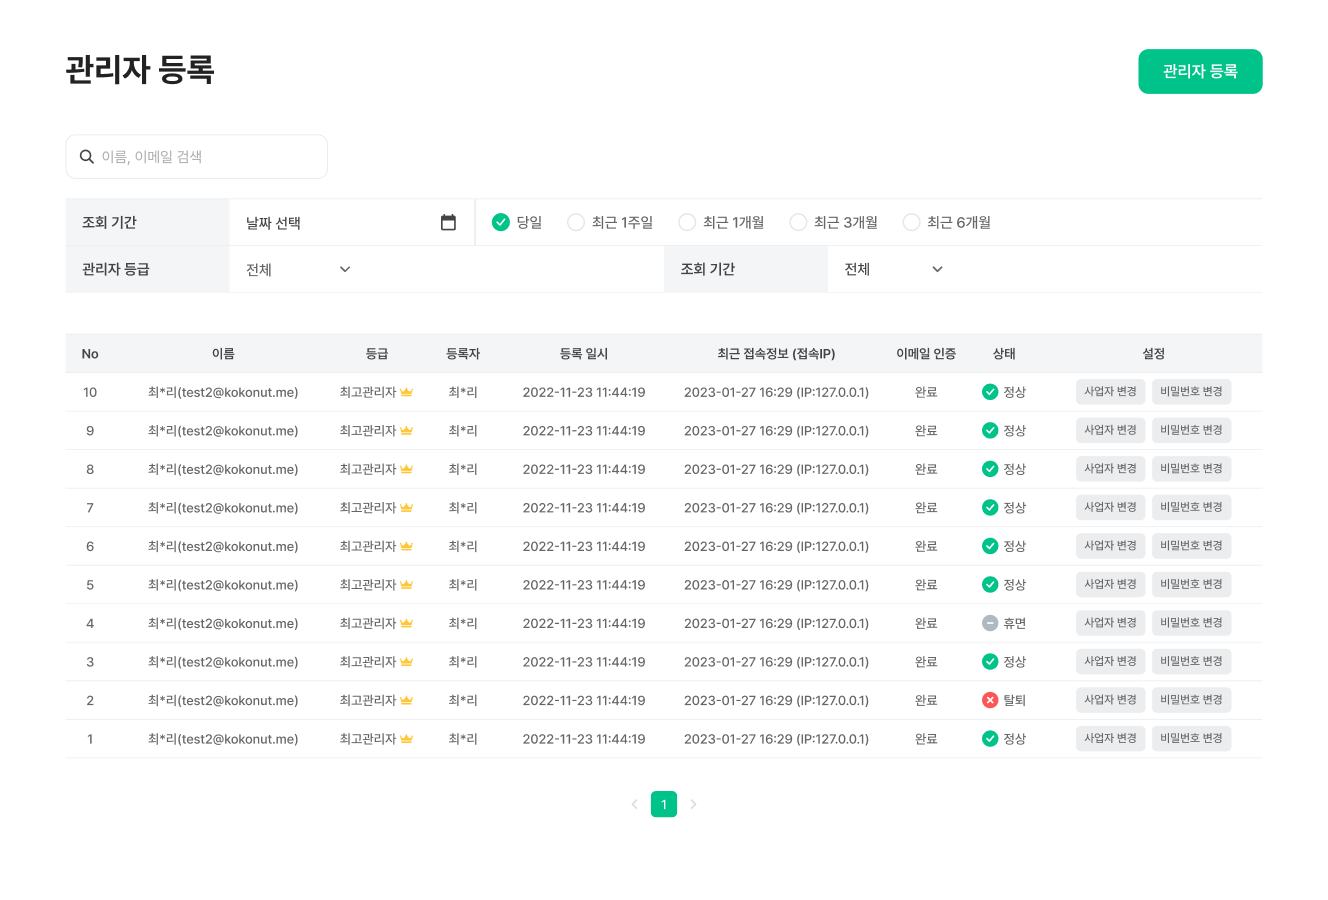 관리자 등록
관리자 등록
이름, 이메일 검색
조회 기간 날짜 선택 당일 최근 1주일 최근 1개월 최근 3개월 최근 6개월
관리자 등급 전체 조회 기간 전체
No 이름 등급 등록자 등록 일시 최근 접속정보 (접속IP) 이메일 인증 상태 설정
10 최*리(test2@kokonut.me) 최고관리자 최*리 2022-11-23 11:44:19 2023-01-27 16:29 (IP:127.0.0.1) 완료 정상 사업자 변경 비밀번호 변경
9 최*리(test2@kokonut.me) 최고관리자 최*리 2022-11-23 11:44:19 2023-01-27 16:29 (IP:127.0.0.1) 완료 정상 사업자 변경 비밀번호 변경
8 최*리(test2@kokonut.me) 최고관리자 최*리 2022-11-23 11:44:19 2023-01-27 16:29 (IP:127.0.0.1) 완료 정상 사업자 변경 비밀번호 변경
7 최*리(test2@kokonut.me) 최고관리자 최*리 2022-11-23 11:44:19 2023-01-27 16:29 (IP:127.0.0.1) 완료 정상 사업자 변경 비밀번호 변경
6 최*리(test2@kokonut.me) 최고관리자 최*리 2022-11-23 11:44:19 2023-01-27 16:29 (IP:127.0.0.1) 완료 정상 사업자 변경 비밀번호 변경
5 최*리(test2@kokonut.me) 최고관리자 최*리 2022-11-23 11:44:19 2023-01-27 16:29 (IP:127.0.0.1) 완료 정상 사업자 변경 비밀번호 변경
4 최*리(test2@kokonut.me) 최고관리자 최*리 2022-11-23 11:44:19 2023-01-27 16:29 (IP:127.0.0.1) 완료 휴면 사업자 변경 비밀번호 변경
3 최*리(test2@kokonut.me) 최고관리자 최*리 2022-11-23 11:44:19 2023-01-27 16:29 (IP:127.0.0.1) 완료 정상 사업자 변경 비밀번호 변경
2 최*리(test2@kokonut.me) 최고관리자 최*리 2022-11-23 11:44:19 2023-01-27 16:29 (IP:127.0.0.1) 완료 탈퇴 사업자 변경 비밀번호 변경
1 최*리(test2@kokonut.me) 최고관리자 최*리 2022-11-23 11:44:19 2023-01-27 16:29 (IP:127.0.0.1) 완료 정상 사업자 변경 비밀번호 변경
1